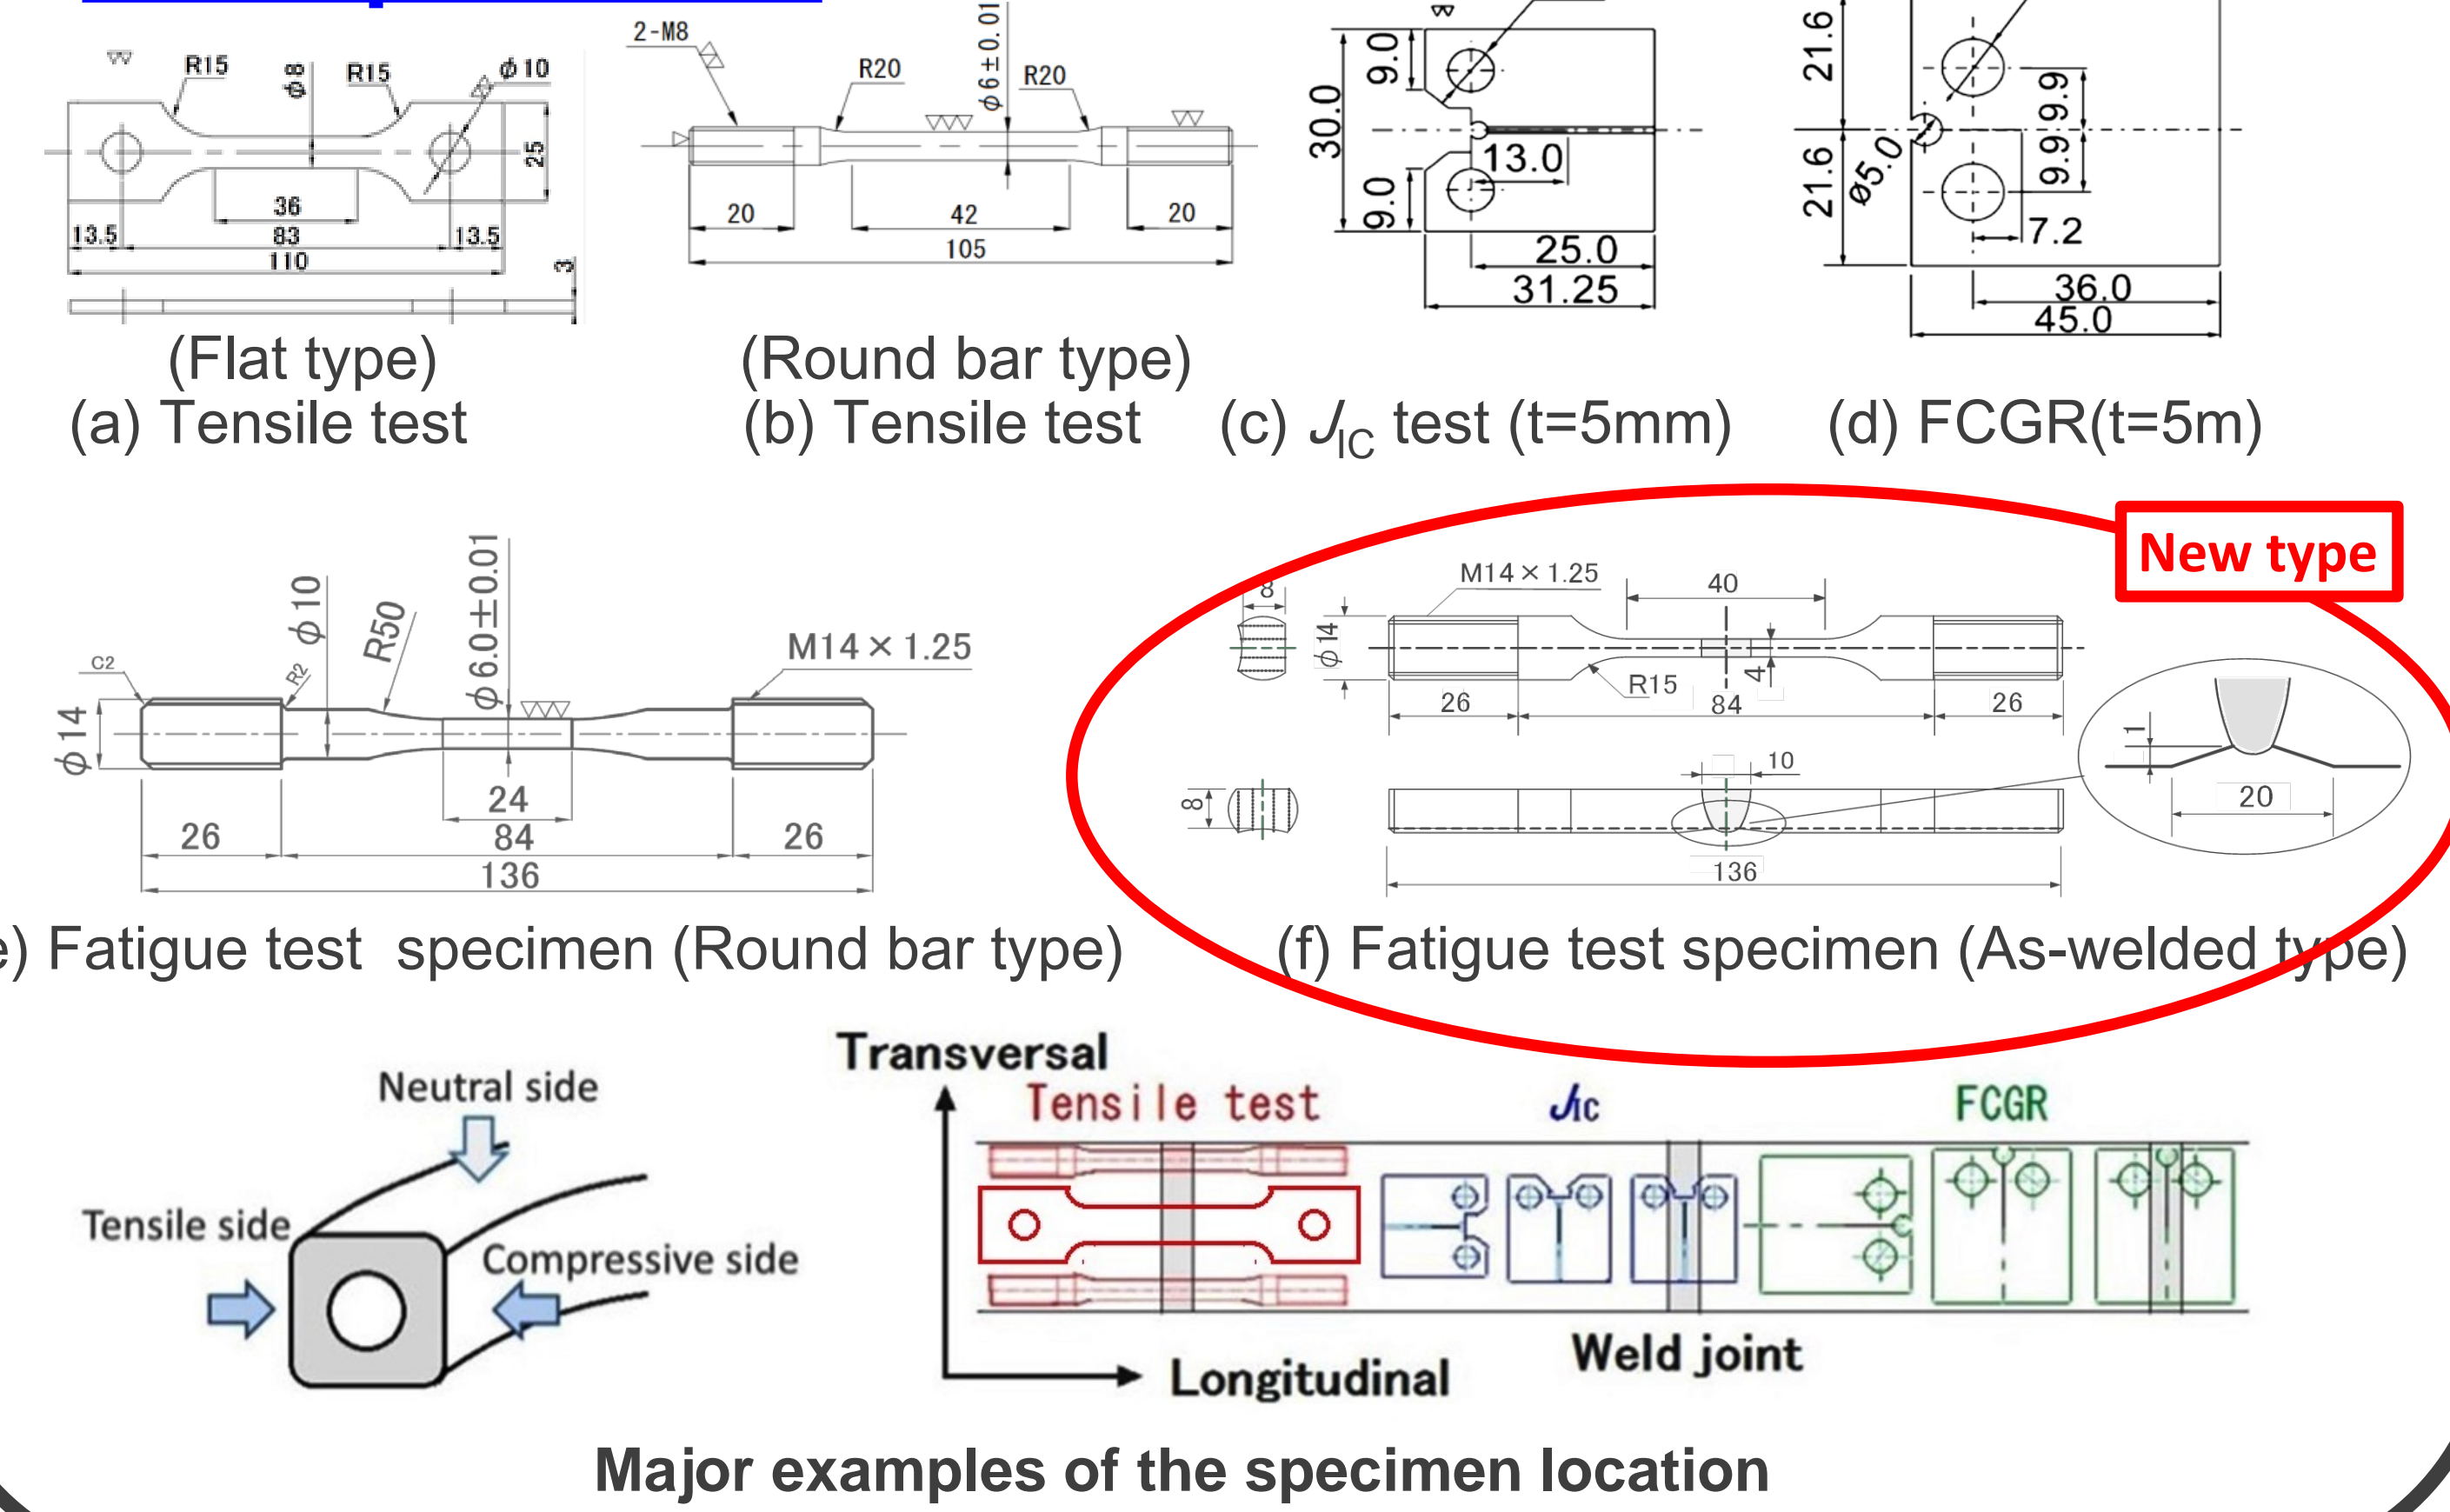 R15
φ8
R15
φ10
25
36
13.5
83
13.5
110
3
(Flat type)
(a) Tensile test
2-M8
R20
φ6±0.01
R20
20
42
20
105
(Round bar type)
(b) Tensile test
9.0
30.0
13.0
9.0
25.0
31.25
(c) JIC test (t=5mm)
21.6
9.9
ø5.0
21.6
9.9
7.2
36.0
45.0
(d) FCGR(t=5m)
C2
φ14
R2
φ10
R50
φ6.0±0.01
M14×1.25
24
26
84
26
136
e) Fatigue test specimen (Round bar type)
New type
8
M14×1.25
40
φ14
R15
4
26
84
26
10
8
136
1
20
(f) Fatigue test specimen (As-welded type)
Neutral side
Tensile side
Compressive side
Transversal
Tensile test
JIC
FCGR
Weld joint
Longitudinal
Major examples of the specimen location